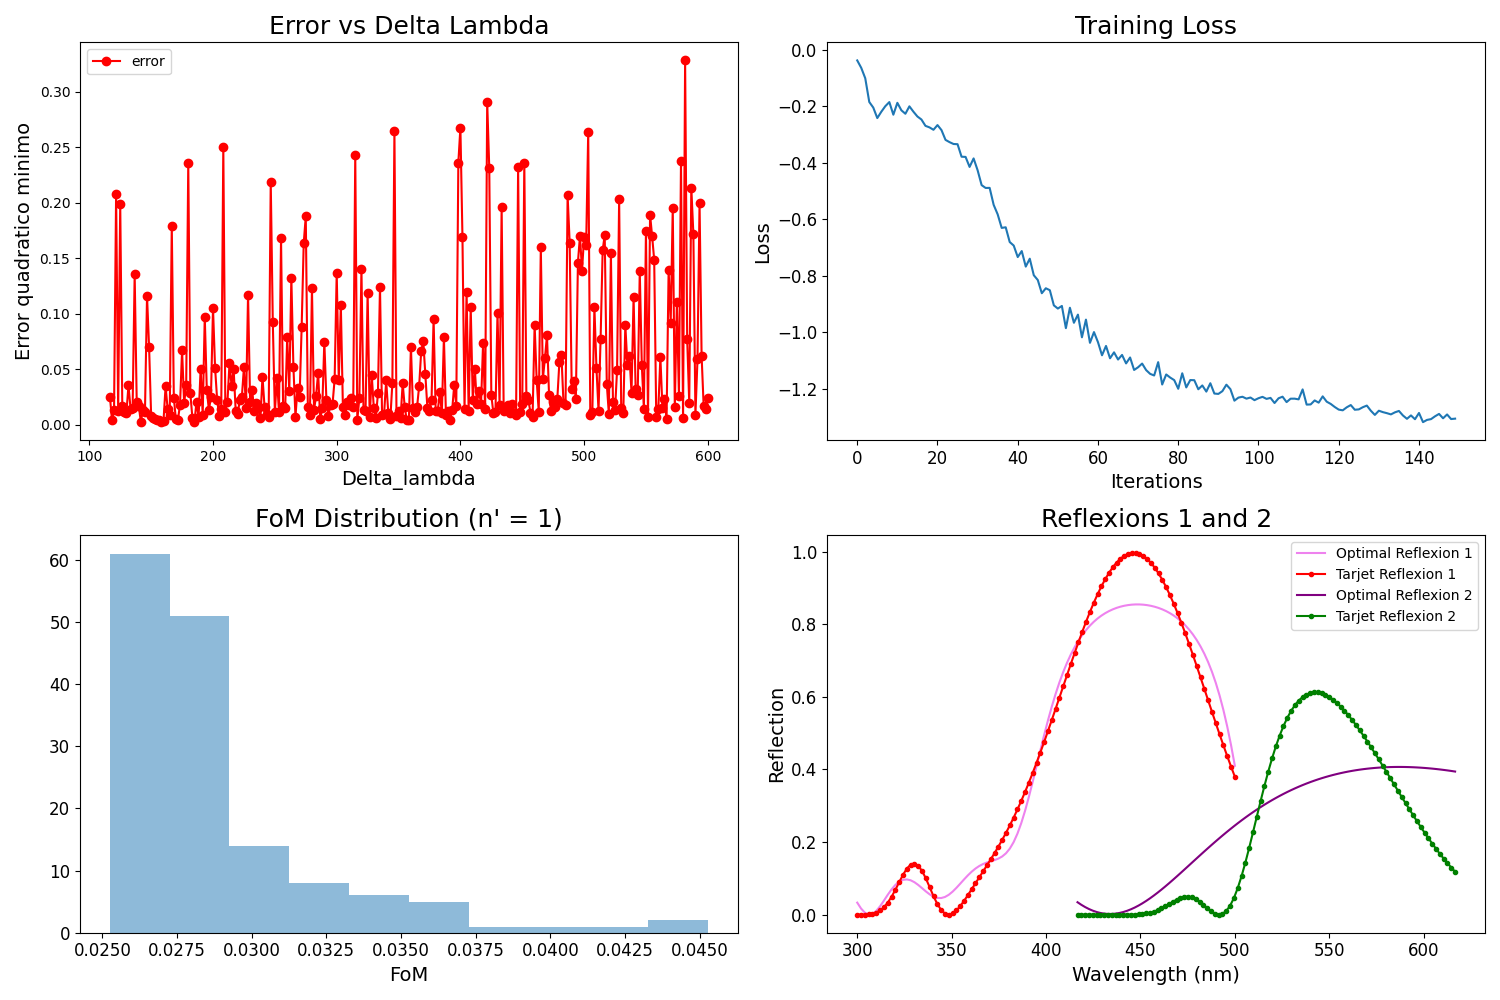 Error vs Delta Lambda
error
Error quadratico minimo
0.30
0.25
0.20
0.15
0.10
0.05
0.00
100 200 300 400 500 600
Delta_lambda
Training Loss
Loss
0.0
−0.2
−0.4
−0.6
−0.8
−1.0
−1.2
0 20 40 60 80 100 120 140
Iterations
FoM Distribution (n' = 1)
60
50
40
30
20
10
0
0.0250 0.0275 0.0300 0.0325 0.0350 0.0375 0.0400 0.0425 0.0450
FoM
Reflexions 1 and 2
Optimal Reflexion 1
Tarjet Reflexion 1
Optimal Reflexion 2
Tarjet Reflexion 2
Reflection
1.0
0.8
0.6
0.4
0.2
0.0
300 350 400 450 500 550 600
Wavelength (nm)